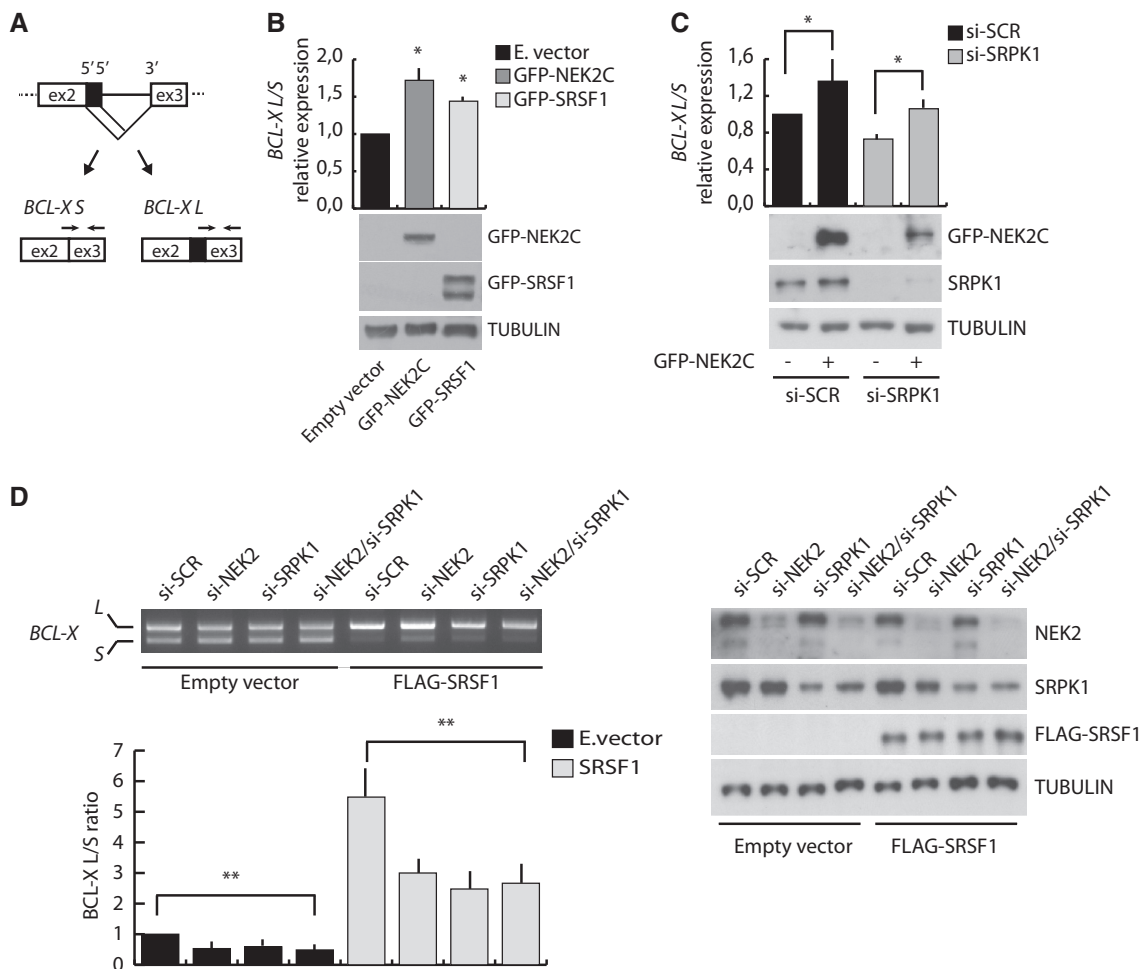 A
5' 5' 3'
ex2 ex3
BCL-X S BCL-X L
ex2 ex3 ex2 ex3
B
BCL-X L/S
relative expression
2,0
1,5
1,0
0,5
0,0
* *
E. vector
GFP-NEK2C
GFP-SRSF1
GFP-NEK2C
GFP-SRSF1
TUBULIN
Empty vector
GFP-NEK2C
GFP-SRSF1
C
BCL-X L/S
relative expression
1,6
1,2
0,8
0,4
0,0
* *
si-SCR
si-SRPK1
GFP-NEK2C
SRPK1
TUBULIN
GFP-NEK2C - + - +
si-SCR si-SRPK1
D
si-SCR
si-NEK2
si-SRPK1
si-NEK2/si-SRPK1
si-SCR
si-NEK2
si-SRPK1
si-NEK2/si-SRPK1
L
BCL-X
S
Empty vector FLAG-SRSF1
BCL-X L/S ratio
7
6
5
4
3
2
1
0
** **
E.vector
SRSF1
si-SCR
si-NEK2
si-SRPK1
si-NEK2/si-SRPK1
si-SCR
si-NEK2
si-SRPK1
si-NEK2/si-SRPK1
NEK2
SRPK1
FLAG-SRSF1
TUBULIN
Empty vector FLAG-SRSF1